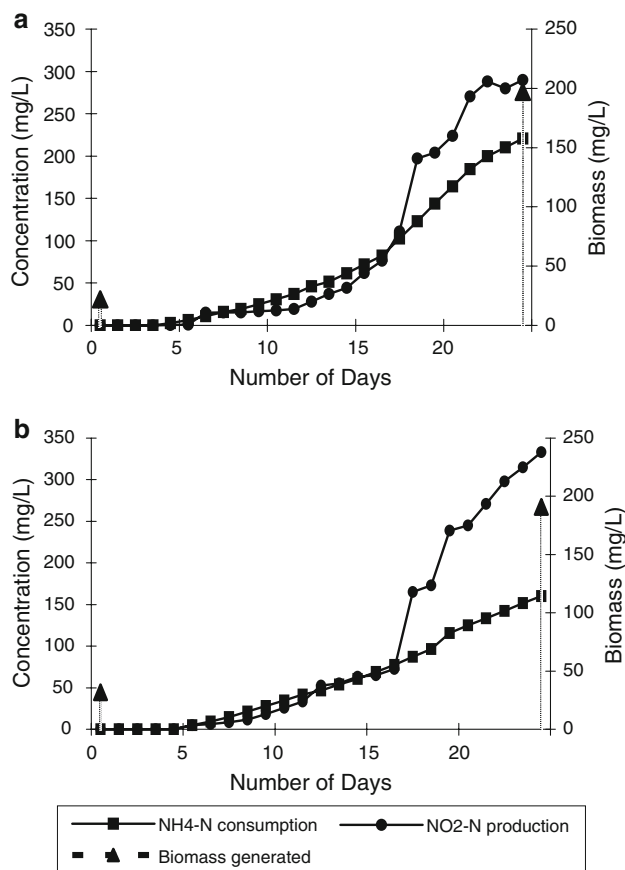 a
Concentration (mg/L)
350
300
250
200
150
100
50
0
250
200
150
100
50
0
Biomass (mg/L)
0 5 10 15 20
Number of Days
b
Concentration (mg/L)
350
300
250
200
150
100
50
0
250
200
150
100
50
0
Biomass (mg/L)
0 5 10 15 20
Number of Days
NH4-N consumption NO2-N production
Biomass generated